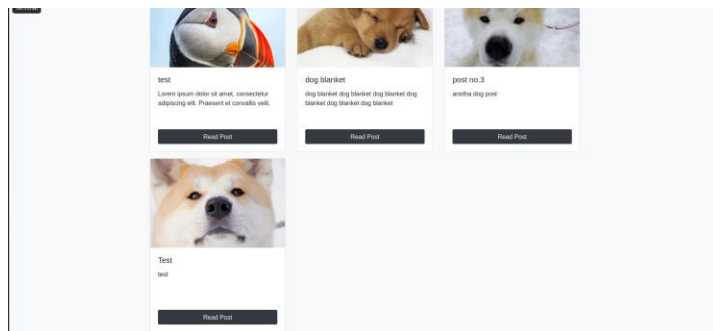 test
Lorem ipsum dolor sit amet, consectetur
adipiscing elit. Praesent et convallis velit.
Read Post
dog blanket
dog blanket dog blanket dog blanket dog
blanket dog blanket dog blanket
Read Post
post no.3
anotha dog post
Read Post
Test
test
Read Post